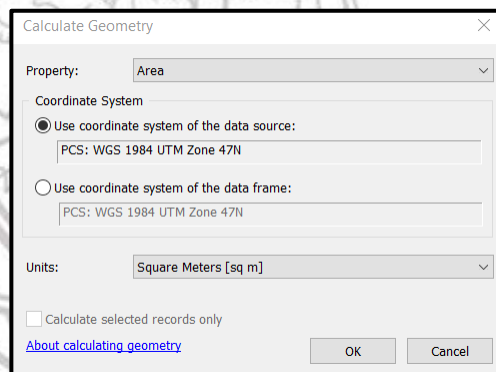 Calculate Geometry
Property: Area
Coordinate System
Use coordinate system of the data source:
PCS: WGS 1984 UTM Zone 47N
Use coordinate system of the data frame:
PCS: WGS 1984 UTM Zone 47N
Units: Square Meters [sq m]
Calculate selected records only
About calculating geometry
OK Cancel